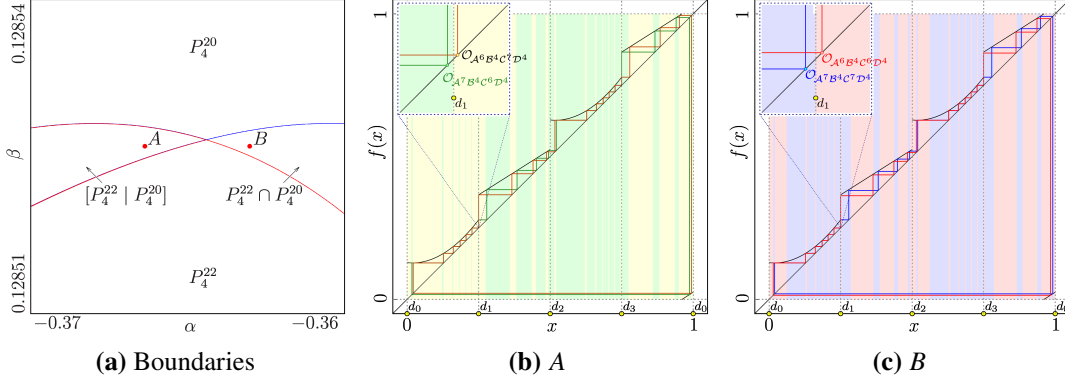 0.12854
β
0.12851
P_4^{20}
A
B
[P_4^{22} | P_4^{20}]
P_4^{22} ∩ P_4^{20}
P_4^{22}
−0.37
α
−0.36
(a) Boundaries
1
f(x)
0
O_{A^6B^4C^6D^4}
O_{A^7B^4C^6D^4}
d_1
d_0
d_1
d_2
d_3
d_0
0
x
1
(b) A
1
f(x)
0
O_{A^6B^4C^6D^4}
O_{A^7B^4C^7D^4}
d_1
d_0
d_1
d_2
d_3
d_0
0
x
1
(c) B